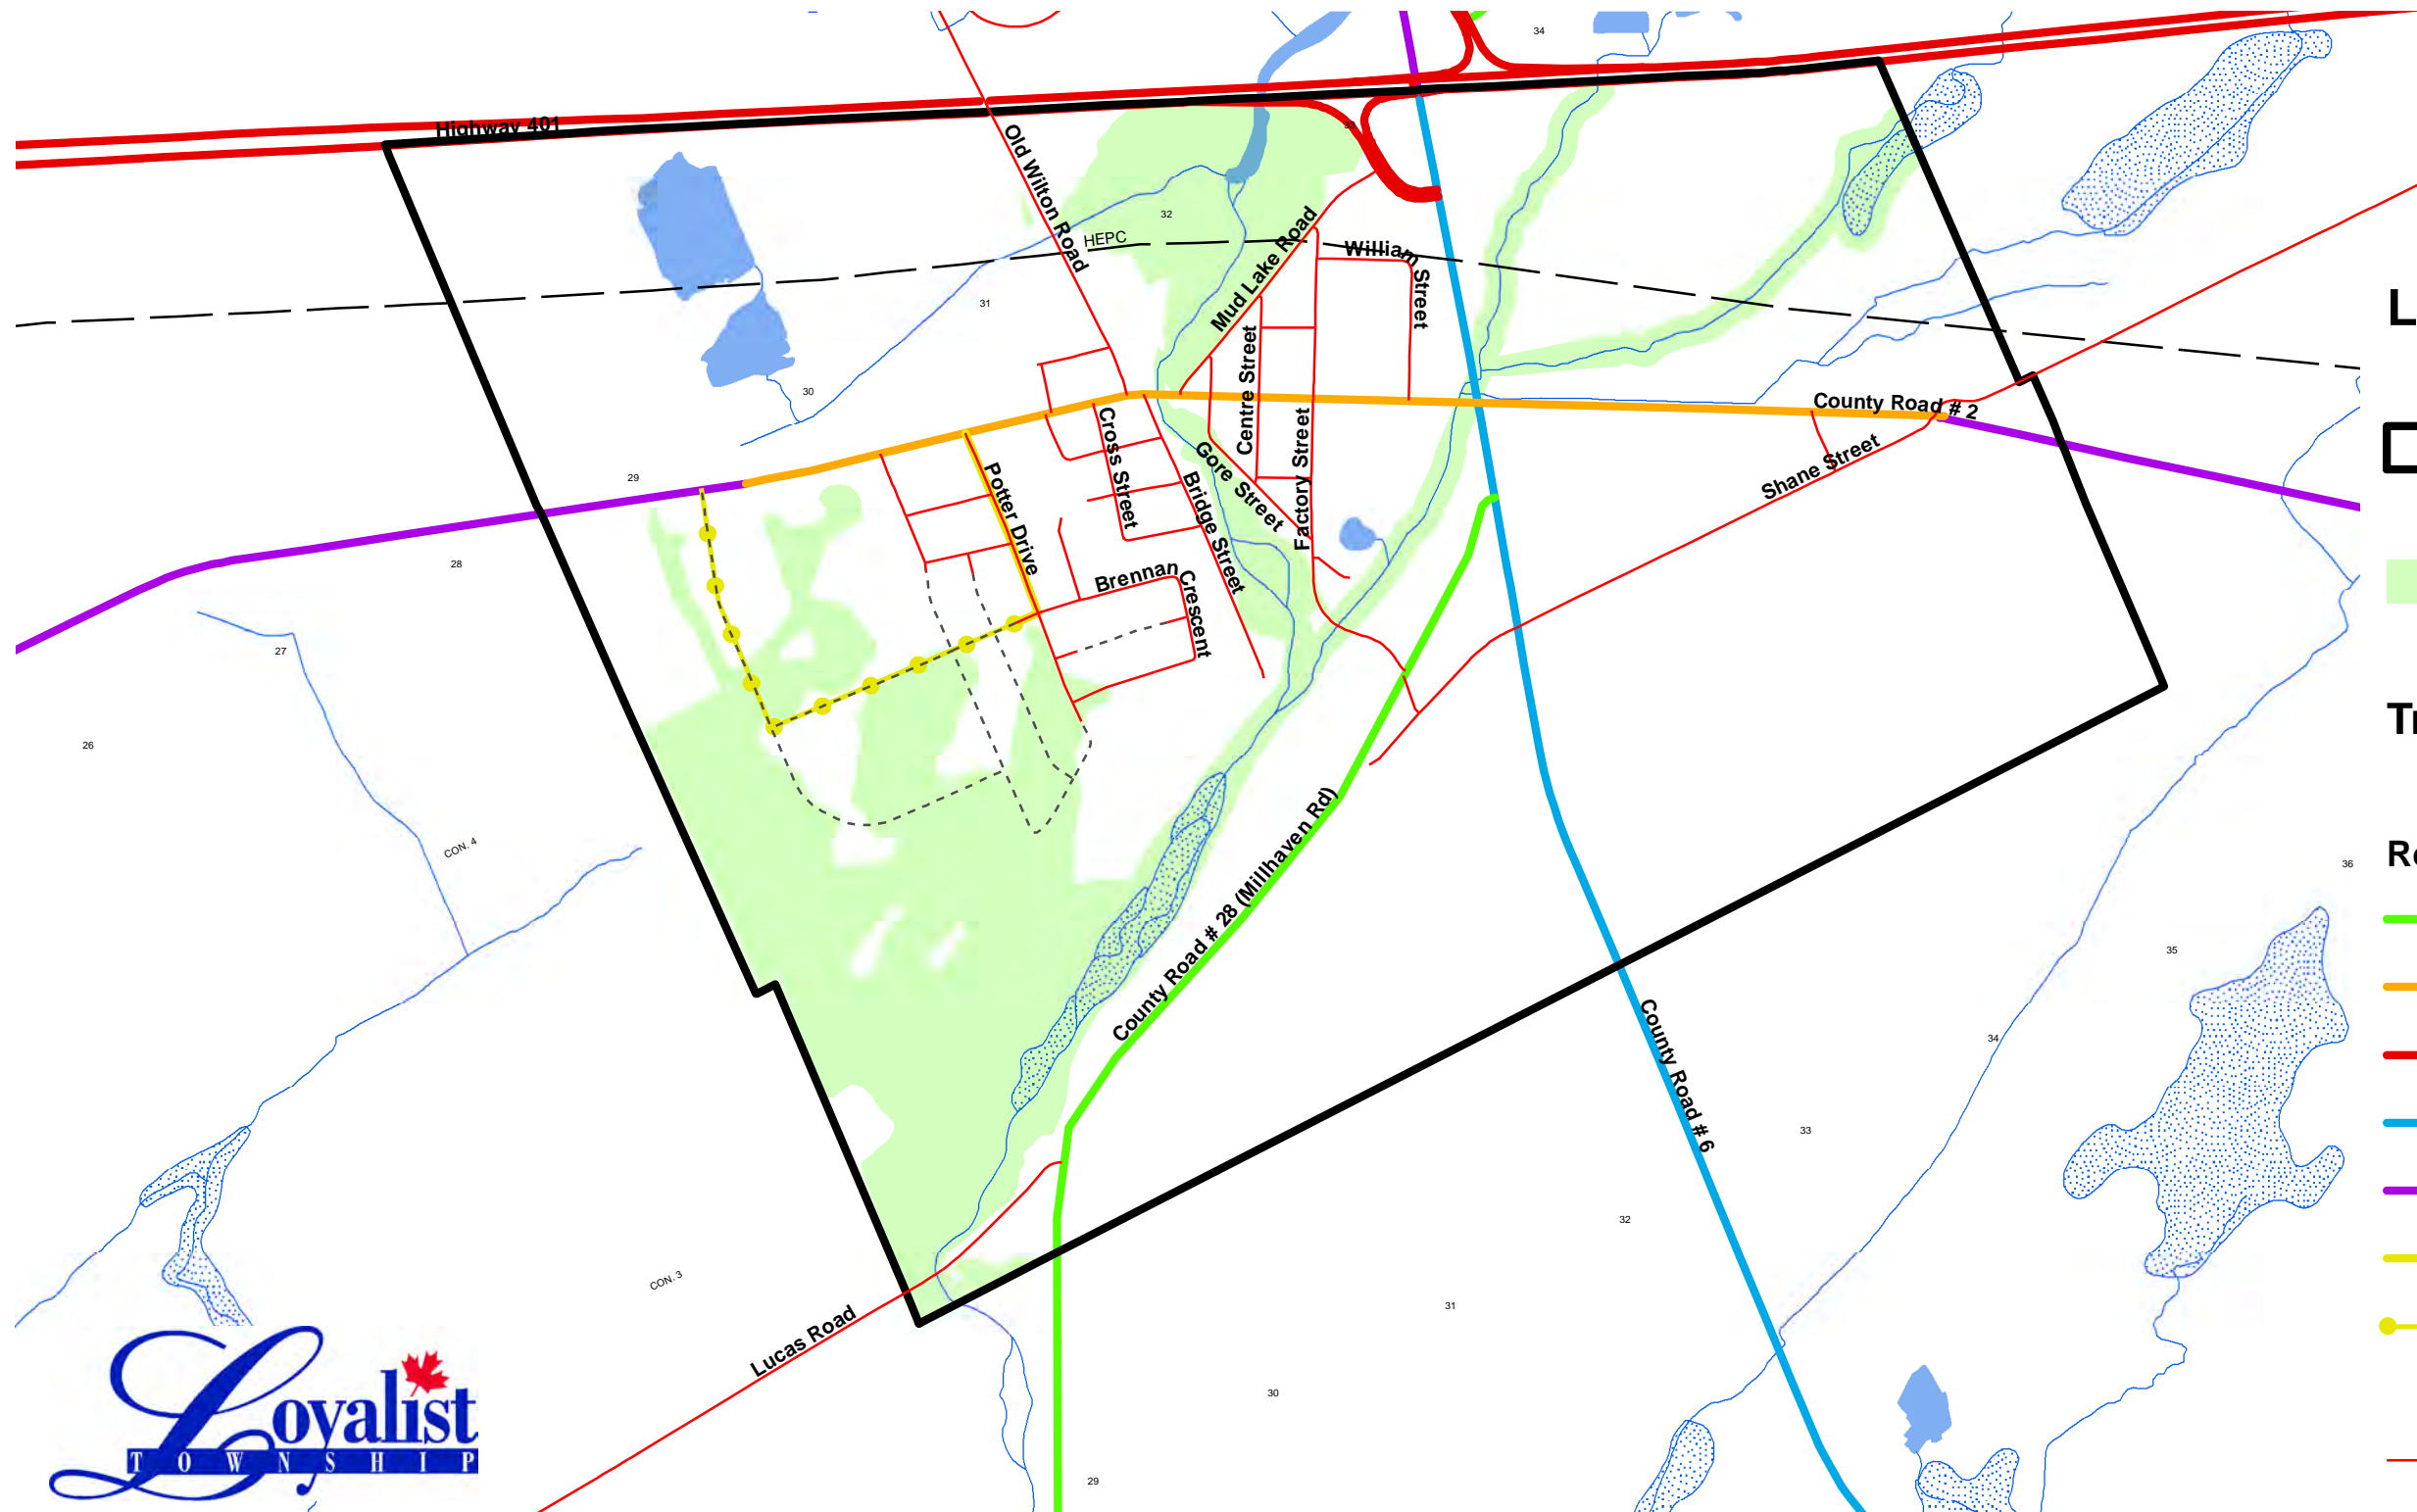 34
Highway 401
33
Old Wilton Road
32
HEPC
William Street
Mud Lake Road
31
L
Centre Street
30
County Road # 2
Cross Street
Factory Street
Gore Street
Shane Street
29
Potter Drive
Bridge Street
28
Brennan Crescent
27
Tr
26
CON. 4
County Road # 28 (Millhaven Rd)
Ro
36
35
34
County Road # 6
33
32
CON. 3
31
Lucas Road
30
29
Loyalist
TOWNSHIP